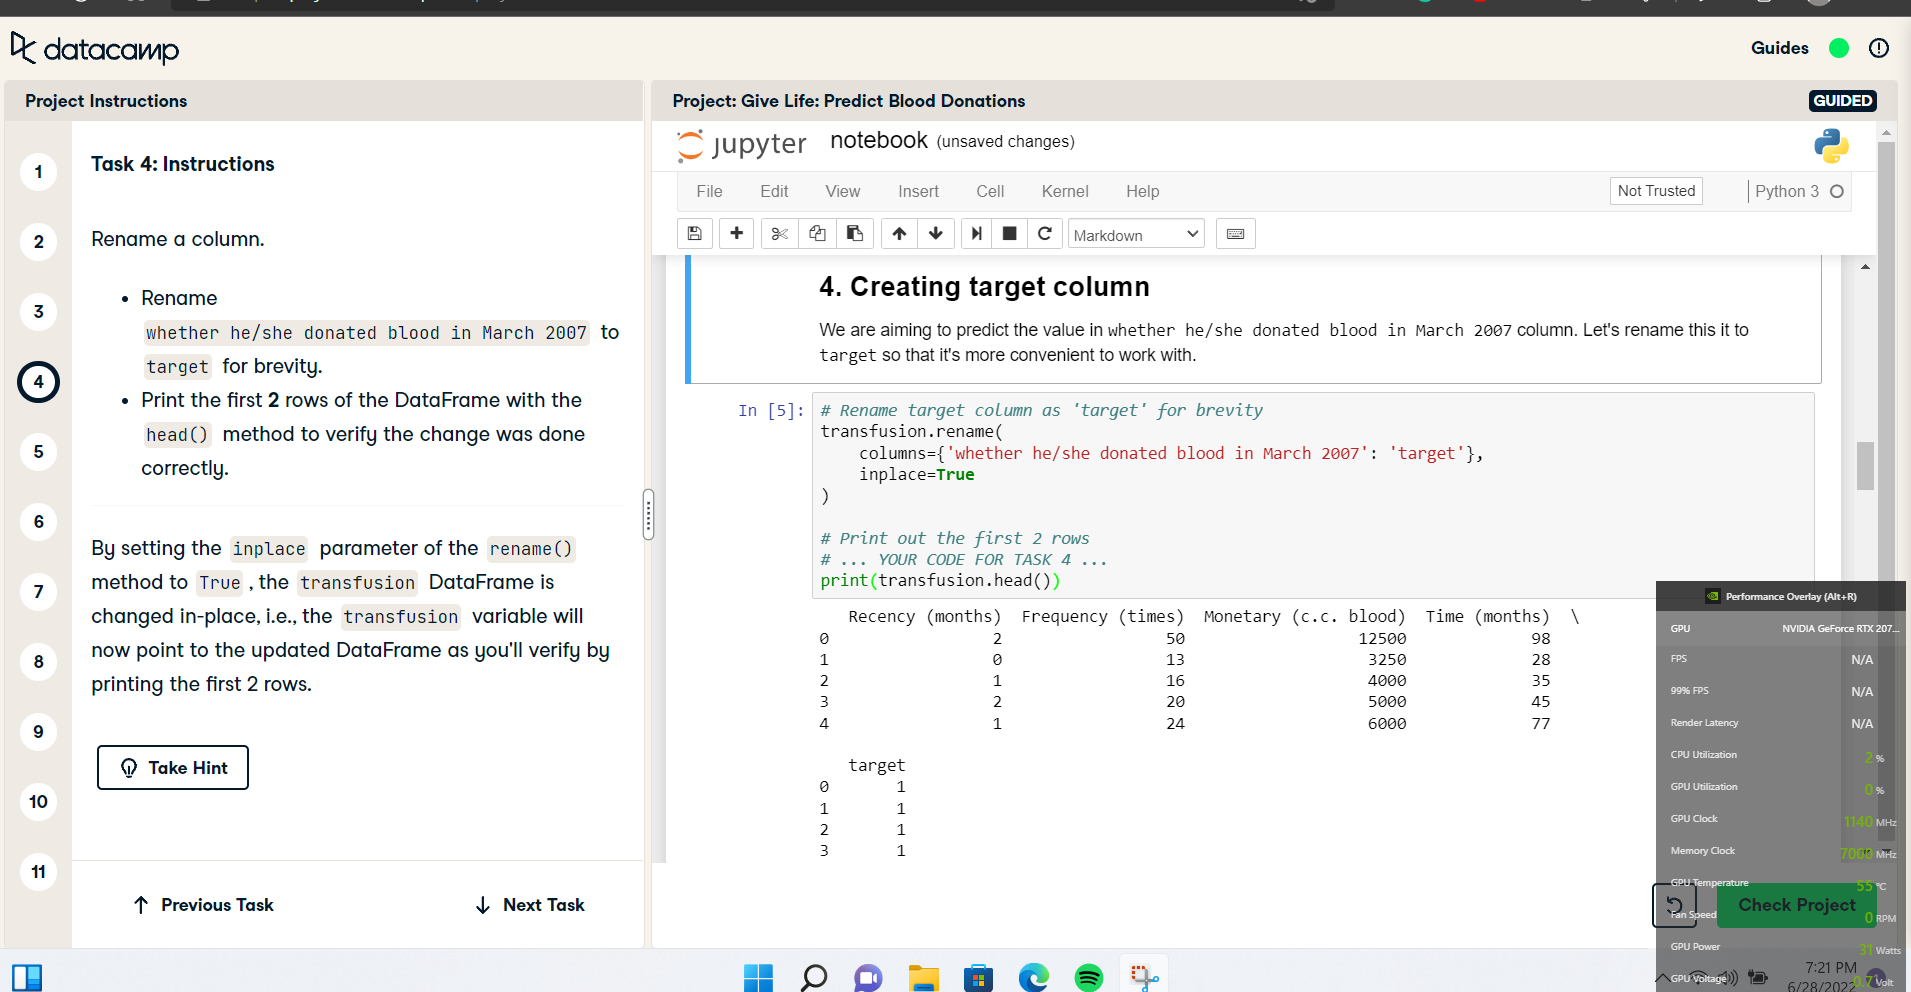 datacamp
Guides
Project Instructions
Project: Give Life: Predict Blood Donations
GUIDED
1
2
3
4
5
6
7
8
9
10
11
Task 4: Instructions
Rename a column.
• Rename
whether he/she donated blood in March 2007 to
target for brevity.
• Print the first 2 rows of the DataFrame with the
head() method to verify the change was done
correctly.
By setting the inplace parameter of the rename()
method to True , the transfusion DataFrame is
changed in-place, i.e., the transfusion variable will
now point to the updated DataFrame as you'll verify by
printing the first 2 rows.
Take Hint
↑ Previous Task
↓ Next Task
jupyter notebook (unsaved changes)
File Edit View Insert Cell Kernel Help
Not Trusted
Python 3
Markdown
4. Creating target column
We are aiming to predict the value in whether he/she donated blood in March 2007 column. Let's rename this it to
target so that it's more convenient to work with.
In [5]:
# Rename target column as 'target' for brevity
transfusion.rename(
columns={'whether he/she donated blood in March 2007': 'target'},
inplace=True
)
# Print out the first 2 rows
# ... YOUR CODE FOR TASK 4 ...
print(transfusion.head())
Recency (months) Frequency (times) Monetary (c.c. blood) Time (months) \
0 2 50 12500 98
1 0 13 3250 28
2 1 16 4000 35
3 2 20 5000 45
4 1 24 6000 77
target
0 1
1 1
2 1
3 1
Performance Overlay (Alt+R)
GPU NVIDIA GeForce RTX 207...
FPS N/A
99% FPS N/A
Render Latency N/A
CPU Utilization 2 %
GPU Utilization 0 %
GPU Clock 1140 MHz
Memory Clock 7000 MHz
GPU Temperature 55 °C
Fan Speed 0 RPM
GPU Power 31 Watts
GPU Voltage 0.7 Volt
Check Project
7:21 PM
6/28/2022